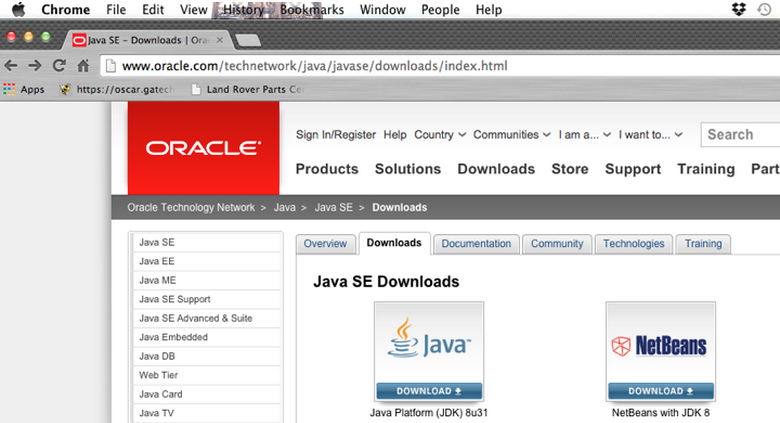 Chrome File Edit View History Bookmarks Window People Help
Java SE - Downloads | Ora
www.oracle.com/technetwork/java/javase/downloads/index.html
Apps https://oscar.gatech Land Rover Parts Ce
ORACLE
Sign In/Register Help Country Communities I am a... I want to... Search
Products Solutions Downloads Store Support Training Part
Oracle Technology Network > Java > Java SE > Downloads
Java SE
Java EE
Java ME
Java SE Support
Java SE Advanced & Suite
Java Embedded
Java DB
Web Tier
Java Card
Java TV
Overview Downloads Documentation Community Technologies Training
Java SE Downloads
Java™
DOWNLOAD
Java Platform (JDK) 8u31
NetBeans
DOWNLOAD
NetBeans with JDK 8